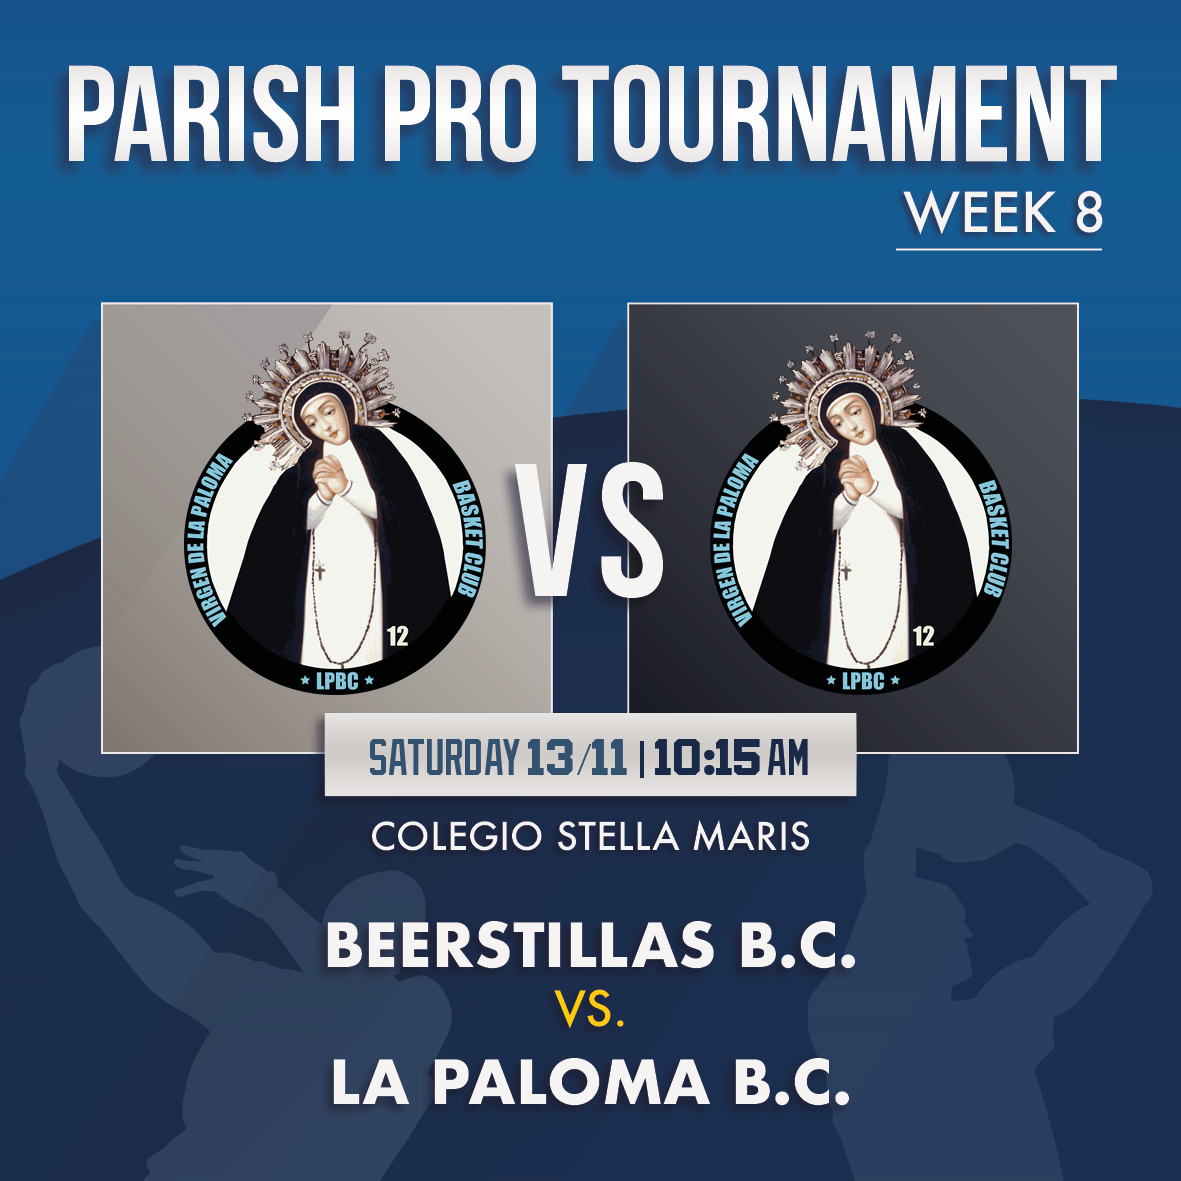 PARISH PRO TOURNAMENT
WEEK 8
VIRGEN DE LA PALOMA
BASKET CLUB
12
★ LPBC ★
VS
VIRGEN DE LA PALOMA
BASKET CLUB
12
★ LPBC ★
SATURDAY 13/11 | 10:15 AM
COLEGIO STELLA MARIS
BEERSTILLAS B.C.
VS.
LA PALOMA B.C.